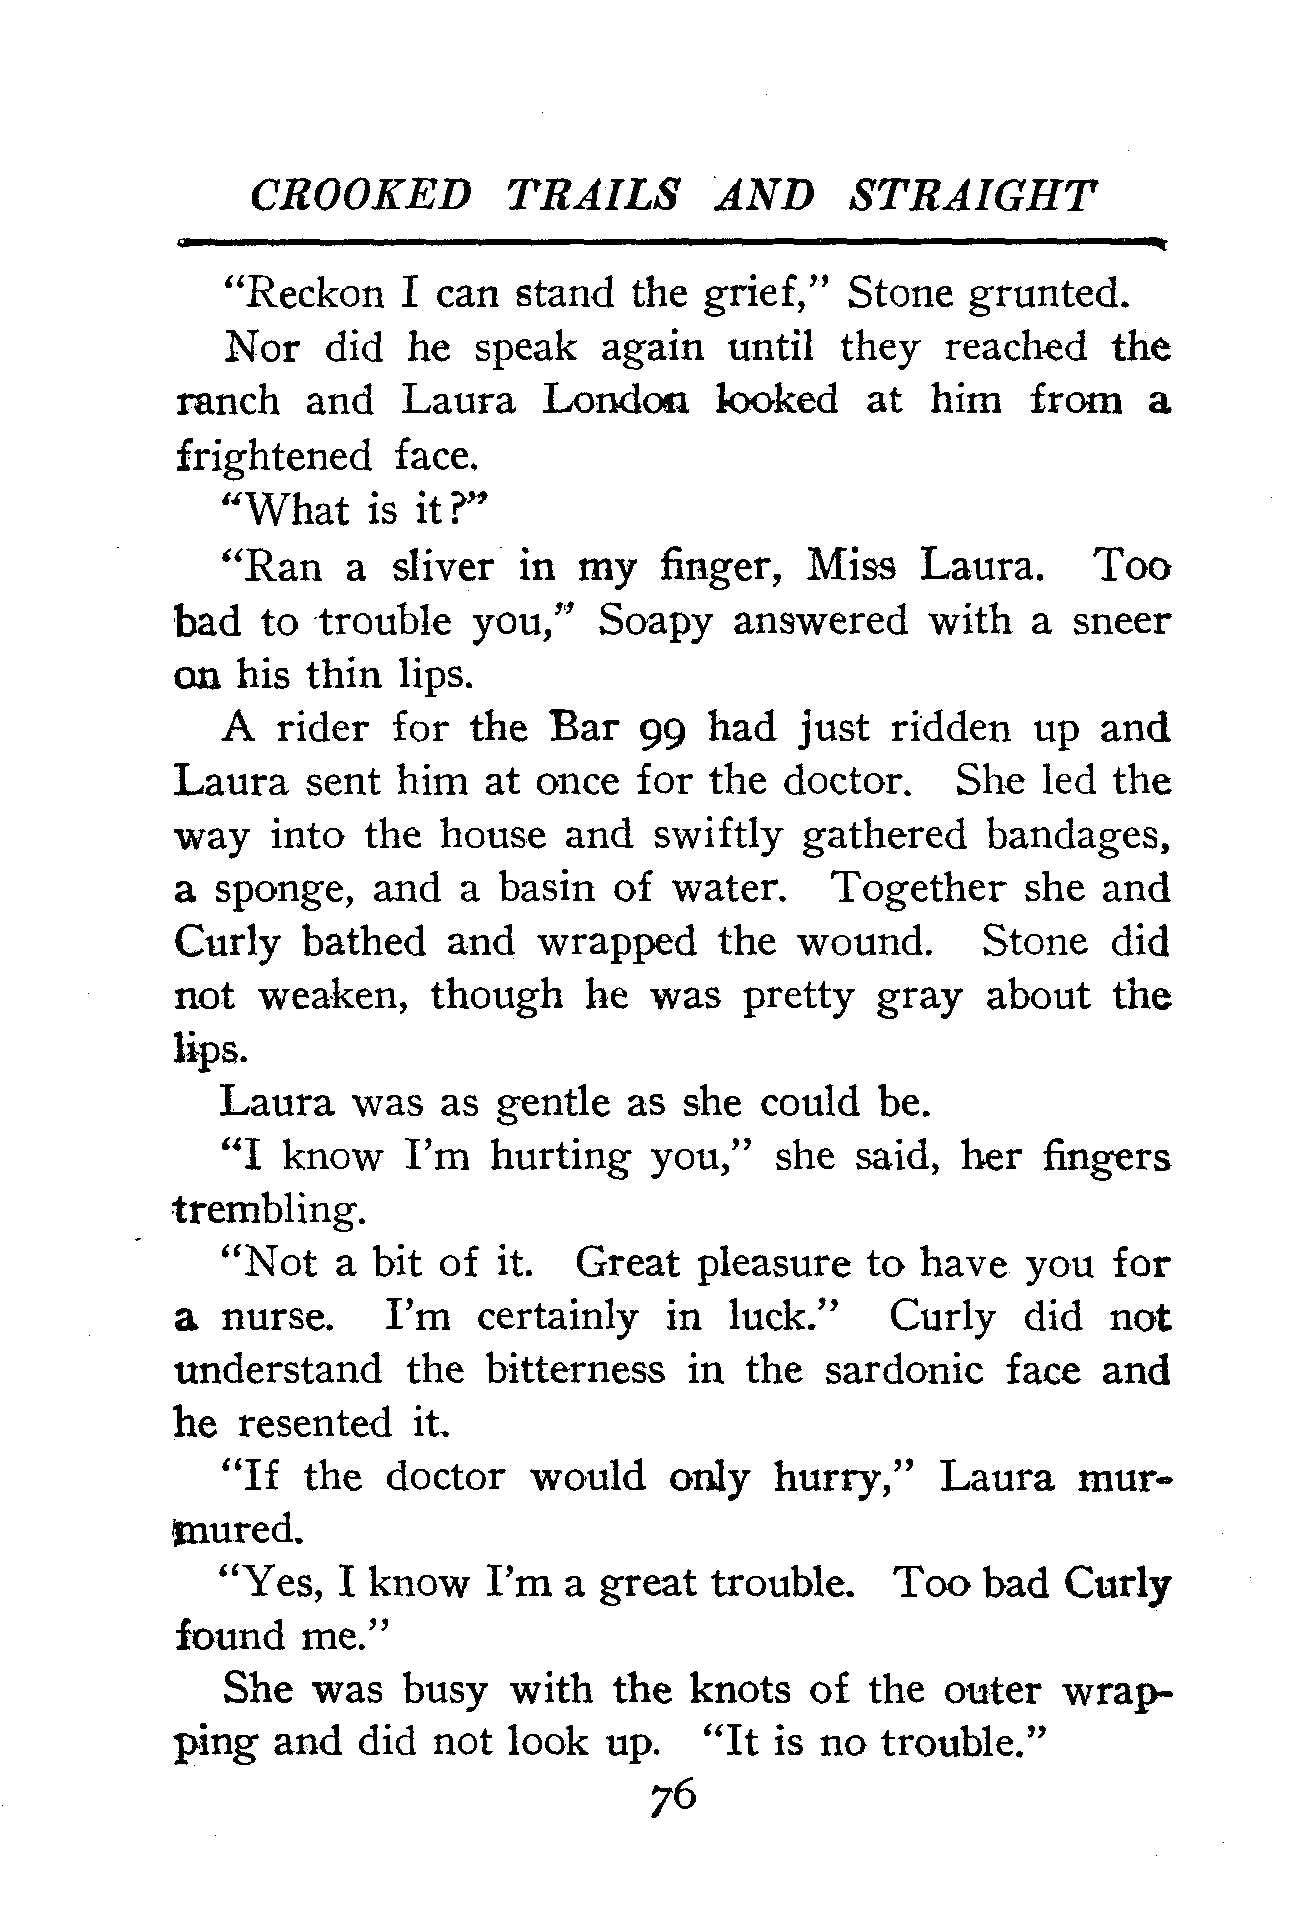 CROOKED TRAILS AND STRAIGHT
"Reckon I can stand the grief," Stone grunted.
Nor did he speak again until they reached the
ranch and Laura London looked at him from a
frightened face.
"What is it?"
"Ran a sliver in my finger, Miss Laura. Too
bad to trouble you," Soapy answered with a sneer
on his thin lips.
A rider for the Bar 99 had just ridden up and
Laura sent him at once for the doctor. She led the
way into the house and swiftly gathered bandages,
a sponge, and a basin of water. Together she and
Curly bathed and wrapped the wound. Stone did
not weaken, though he was pretty gray about the
lips.
Laura was as gentle as she could be.
"I know I'm hurting you," she said, her fingers
trembling.
"Not a bit of it. Great pleasure to have you for
a nurse. I'm certainly in luck." Curly did not
understand the bitterness in the sardonic face and
he resented it.
"If the doctor would only hurry," Laura mur-
mured.
"Yes, I know I'm a great trouble. Too bad Curly
found me."
She was busy with the knots of the outer wrap-
ping and did not look up. "It is no trouble."
76